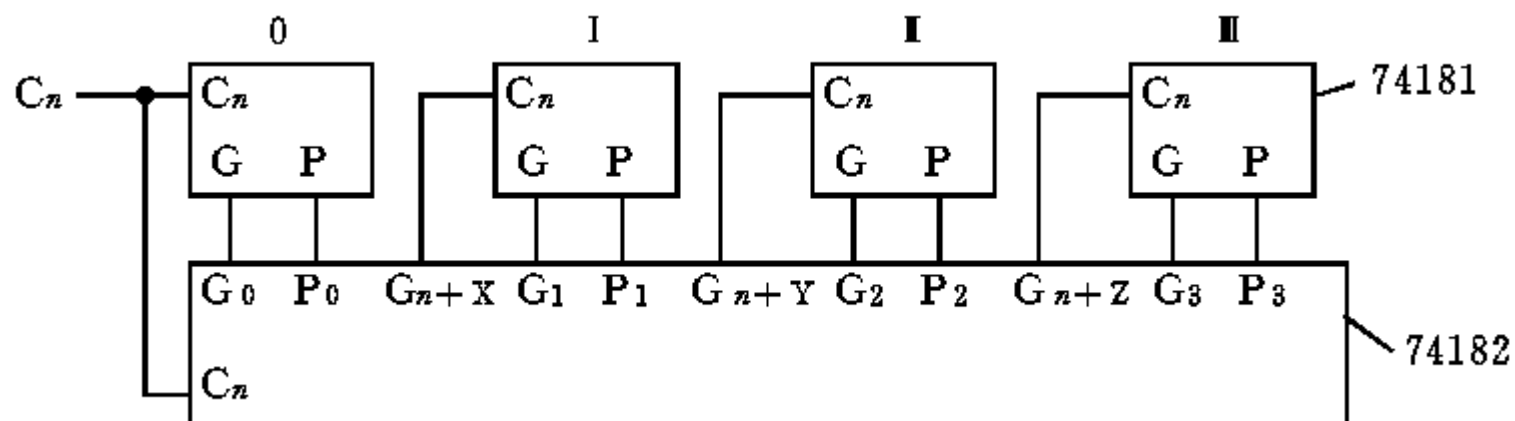 0 I II III
Cn Cn Cn Cn Cn 74181
G P G P G P G P
G0 P0 Gn+X G1 P1 Gn+Y G2 P2 Gn+Z G3 P3
74182
Cn